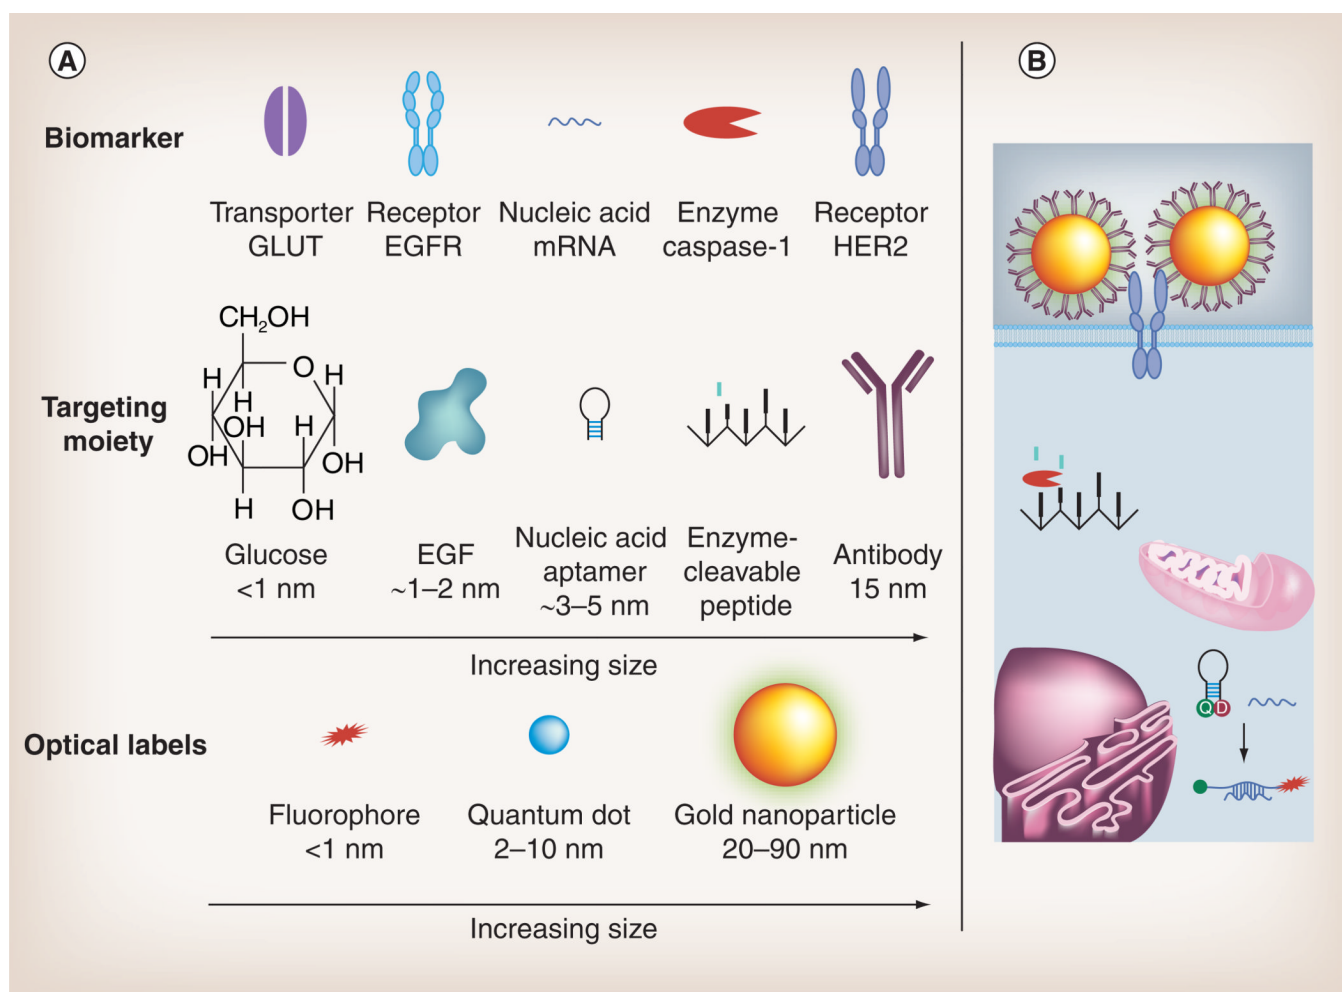 A
B
Biomarker
Transporter
GLUT
Receptor
EGFR
Nucleic acid
mRNA
Enzyme
caspase-1
Receptor
HER2
Targeting
moiety
CH2OH
O
H
H
H
OH
H
OH
OH
H
OH
Glucose
<1 nm
EGF
~1–2 nm
Nucleic acid
aptamer
~3–5 nm
Enzyme-
cleavable
peptide
Antibody
15 nm
Increasing size
Optical labels
Fluorophore
<1 nm
Quantum dot
2–10 nm
Gold nanoparticle
20–90 nm
Increasing size
Q D